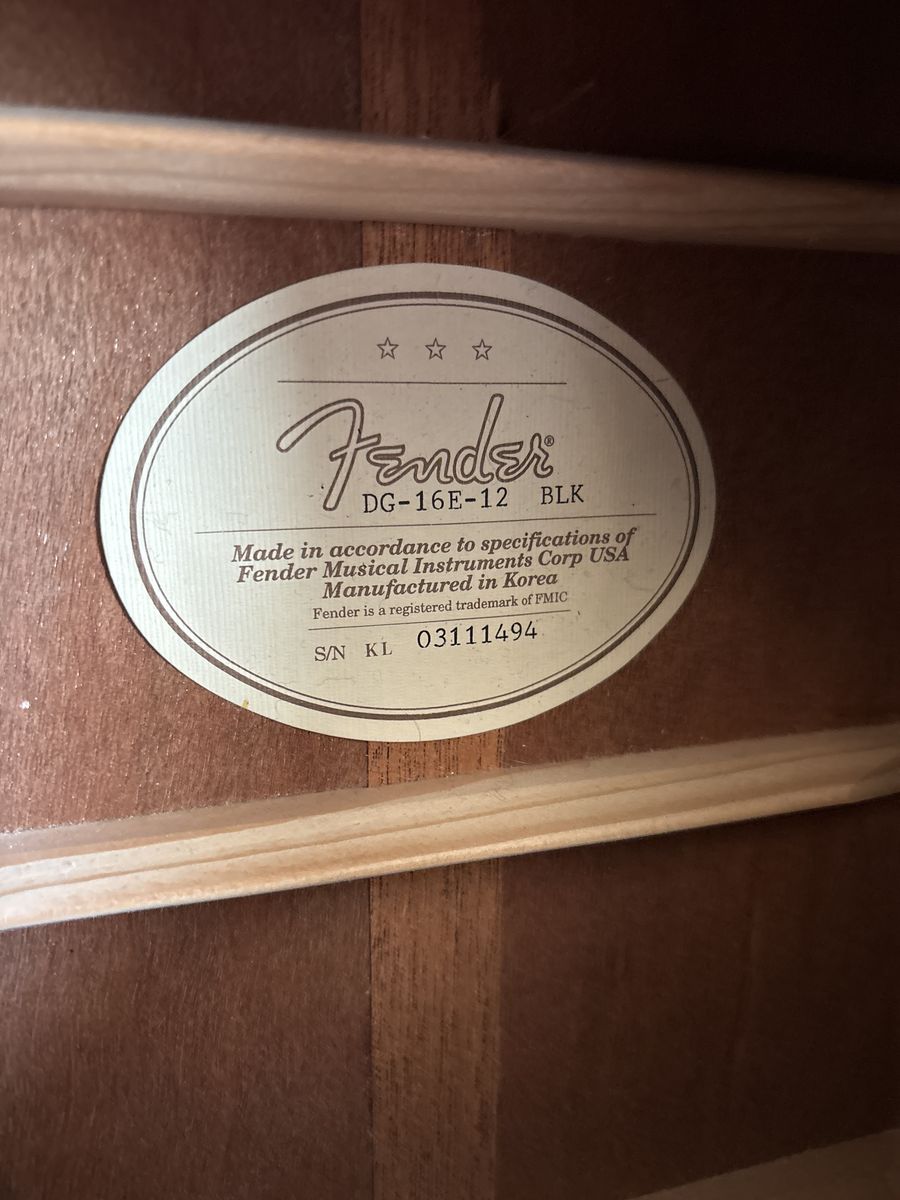 Fender®
DG-16E-12 BLK
Made in accordance to specifications of
Fender Musical Instruments Corp USA
Manufactured in Korea
Fender is a registered trademark of FMIC
S/N KL 03111494